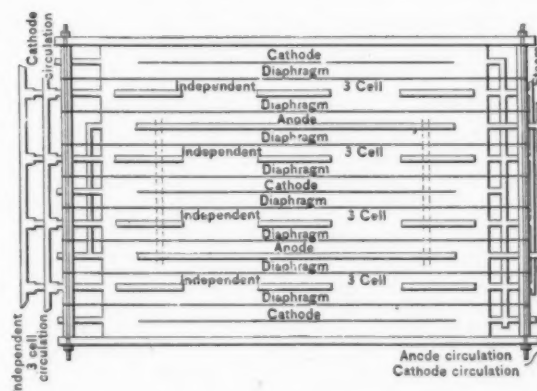 Cathode
circulation
Cathode
Diaphragm
Independent 3 Cell
Diaphragm
Anode
Diaphragm
Independent 3 Cell
Diaphragm
Cathode
Diaphragm
Independent 3 Cell
Diaphragm
Anode
Diaphragm
Independent 3 Cell
Diaphragm
Cathode
Independent
3 cell
circulation
Anode circulation
Cathode circulation